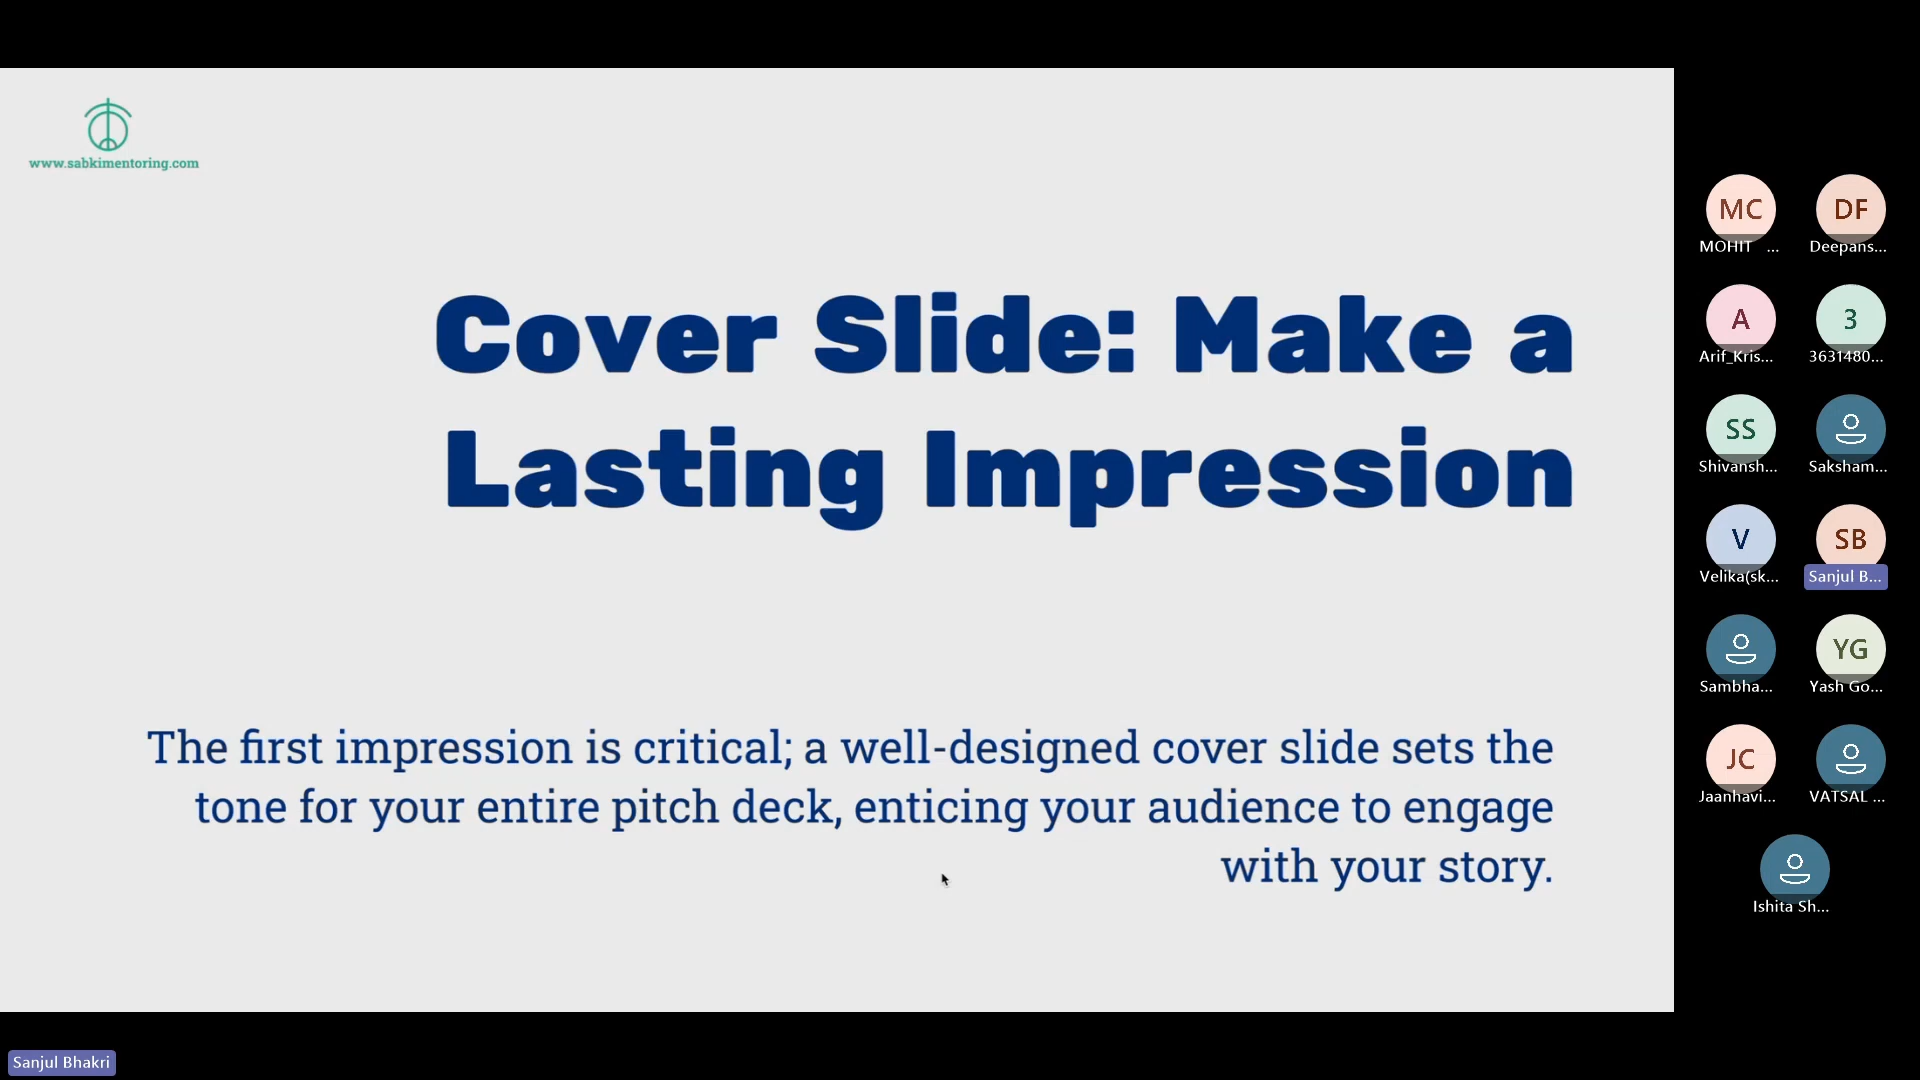 www.sabkimentoring.com
Cover Slide: Make a
Lasting Impression
The first impression is critical; a well-designed cover slide sets the
tone for your entire pitch deck, enticing your audience to engage
with your story.
MC
MOHIT ...
DF
Deepans...
A
Arif_Kris...
3
3631480...
SS
Shivansh...
Saksham...
V
Velika(sk...
SB
Sanjul B...
Sambha...
YG
Yash Go...
JC
Jaanhavi...
VATSAL ...
Ishita Sh...
Sanjul Bhakri